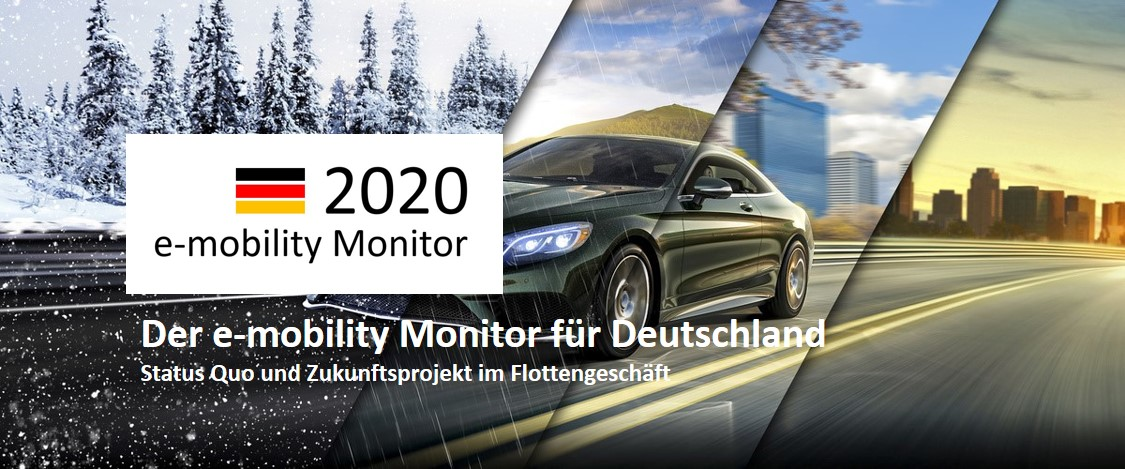 2020
e-mobility Monitor
Der e-mobility Monitor für Deutschland
Status Quo und Zukunftsprojekt im Flottengeschäft